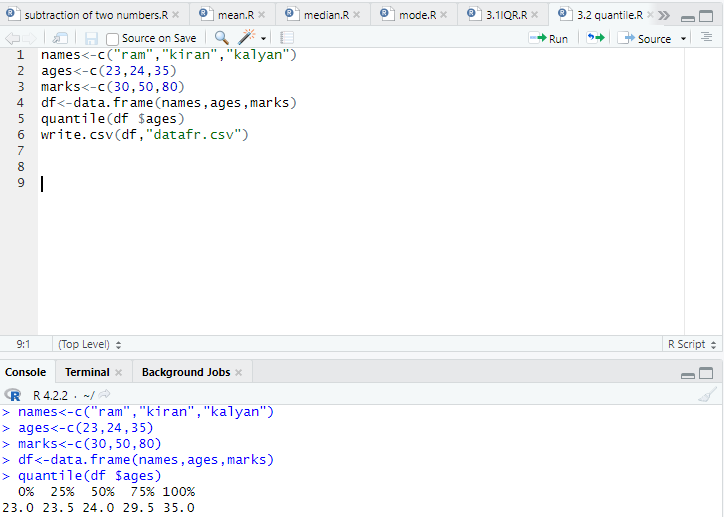 subtraction of two numbers.R mean.R median.R mode.R 3.1IQR.R 3.2 quantile.R
Source on Save Run Source
1 names<-c("ram","kiran","kalyan")
2 ages<-c(23,24,35)
3 marks<-c(30,50,80)
4 df<-data.frame(names,ages,marks)
5 quantile(df $ages)
6 write.csv(df,"datafr.csv")
7
8
9
9:1 (Top Level) R Script
Console Terminal Background Jobs
R R 4.2.2 · ~/
> names<-c("ram","kiran","kalyan")
> ages<-c(23,24,35)
> marks<-c(30,50,80)
> df<-data.frame(names,ages,marks)
> quantile(df $ages)
0% 25% 50% 75% 100%
23.0 23.5 24.0 29.5 35.0